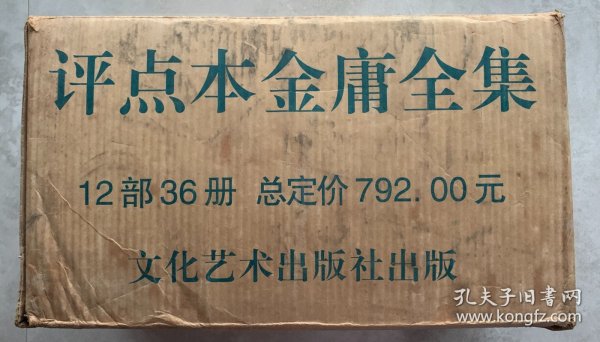 评点本金庸全集
12部36册 总定价792.00元
文化艺术出版社出版
孔夫子旧書网
www.kongfz.com